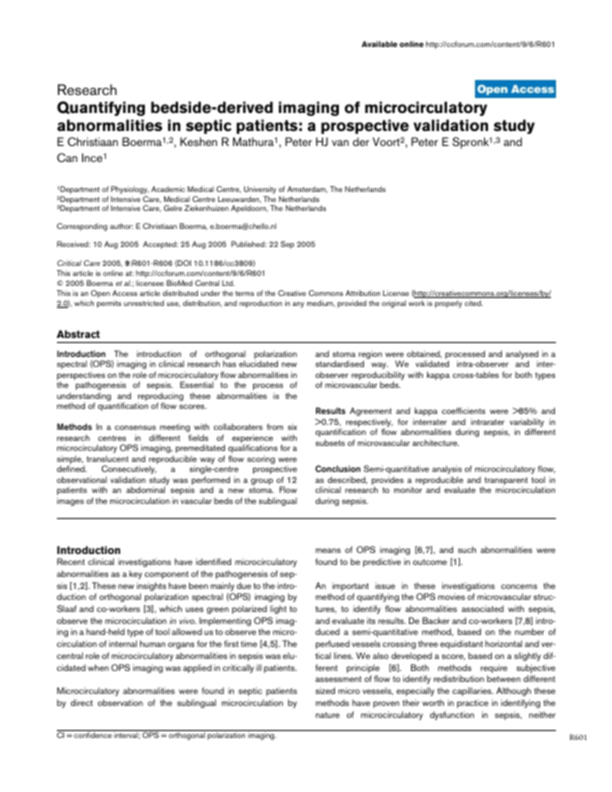 Available online http://ccforum.com/content/9/6/R601
Research
Open Access
Quantifying bedside-derived imaging of microcirculatory
abnormalities in septic patients: a prospective validation study
E Christiaan Boerma1,2, Keshen R Mathura1, Peter HJ van der Voort2, Peter E Spronk1,3 and
Can Ince1
1Department of Physiology, Academic Medical Centre, University of Amsterdam, The Netherlands
2Department of Intensive Care, Medical Centre Leeuwarden, The Netherlands
3Department of Intensive Care, Gelre Ziekenhuizen Apeldoorn, The Netherlands
Corresponding author: E Christiaan Boerma, e.boerma@chello.nl
Received: 10 Aug 2005 Accepted: 25 Aug 2005 Published: 22 Sep 2005
Critical Care 2005, 9:R601-R606 (DOI 10.1186/cc3809)
This article is online at: http://ccforum.com/content/9/6/R601
© 2005 Boerma et al.; licensee BioMed Central Ltd.
This is an Open Access article distributed under the terms of the Creative Commons Attribution License (http://creativecommons.org/licenses/by/
2.0), which permits unrestricted use, distribution, and reproduction in any medium, provided the original work is properly cited.
Abstract
Introduction The introduction of orthogonal polarization
spectral (OPS) imaging in clinical research has elucidated new
perspectives on the role of microcirculatory flow abnormalities in
the pathogenesis of sepsis. Essential to the process of
understanding and reproducing these abnormalities is the
method of quantification of flow scores.
Methods In a consensus meeting with collaboraters from six
research centres in different fields of experience with
microcirculatory OPS imaging, premeditated qualifications for a
simple, translucent and reproducible way of flow scoring were
defined. Consecutively, a single-centre prospective
observational validation study was performed in a group of 12
patients with an abdominal sepsis and a new stoma. Flow
images of the microcirculation in vascular beds of the sublingual
and stoma region were obtained, processed and analysed in a
standardised way. We validated intra-observer and inter-
observer reproducibility with kappa cross-tables for both types
of microvascular beds.
Results Agreement and kappa coefficients were >85% and
>0.75, respectively, for interrater and intrarater variability in
quantification of flow abnormalities during sepsis, in different
subsets of microvascular architecture.
Conclusion Semi-quantitative analysis of microcirculatory flow,
as described, provides a reproducible and transparent tool in
clinical research to monitor and evaluate the microcirculation
during sepsis.
Introduction
Recent clinical investigations have identified microcirculatory
abnormalities as a key component of the pathogenesis of sep-
sis [1,2]. These new insights have been mainly due to the intro-
duction of orthogonal polarization spectral (OPS) imaging by
Slaaf and co-workers [3], which uses green polarized light to
observe the microcirculation in vivo. Implementing OPS imag-
ing in a hand-held type of tool allowed us to observe the micro-
circulation of internal human organs for the first time [4,5]. The
central role of microcirculatory abnormalities in sepsis was elu-
cidated when OPS imaging was applied in critically ill patients.
Microcirculatory abnormalities were found in septic patients
by direct observation of the sublingual microcirculation by
means of OPS imaging [6,7], and such abnormalities were
found to be predictive in outcome [1].
An important issue in these investigations concerns the
method of quantifying the OPS movies of microvascular struc-
tures, to identify flow abnormalities associated with sepsis,
and evaluate its results. De Backer and co-workers [7,8] intro-
duced a semi-quantitative method, based on the number of
perfused vessels crossing three equidistant horizontal and ver-
tical lines. We also developed a score, based on a slightly dif-
ferent principle [6]. Both methods require subjective
assessment of flow to identify redistribution between different
sized micro vessels, especially the capillaries. Although these
methods have proven their worth in practice in identifying the
nature of microcirculatory dysfunction in sepsis, neither
CI = confidence interval; OPS = orthogonal polarization imaging.
R601